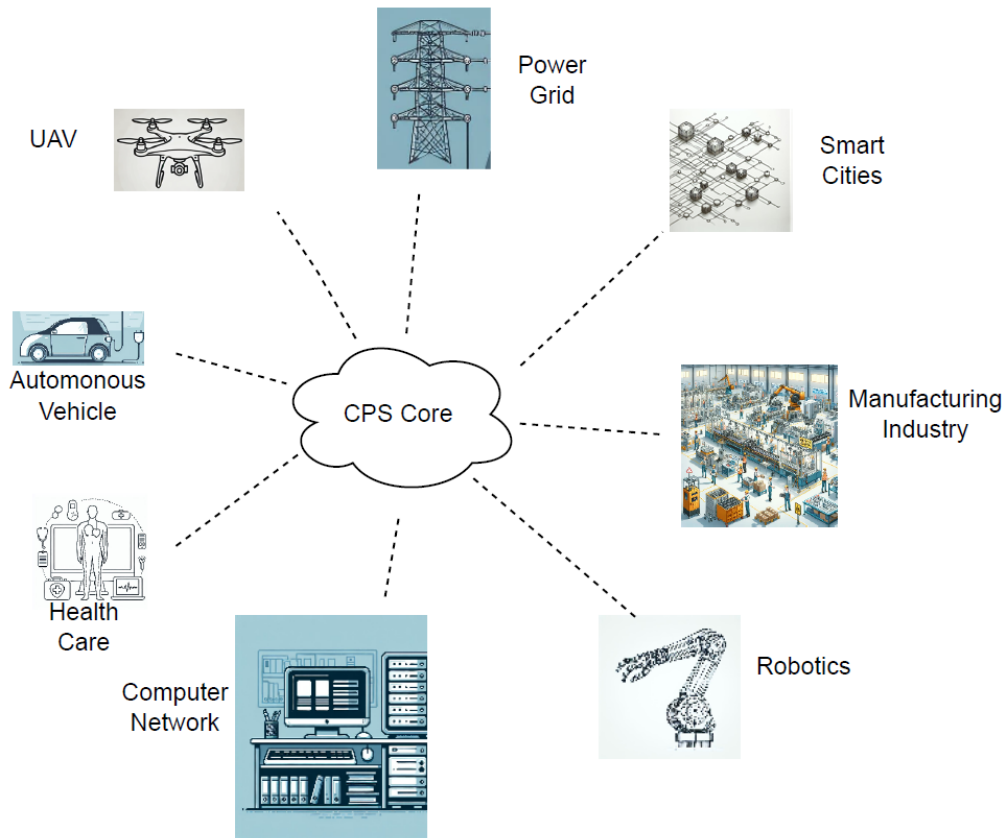 Power
Grid
UAV
Smart
Cities
Automonous
Vehicle
CPS Core
Manufacturing
Industry
Health
Care
Computer
Network
Robotics